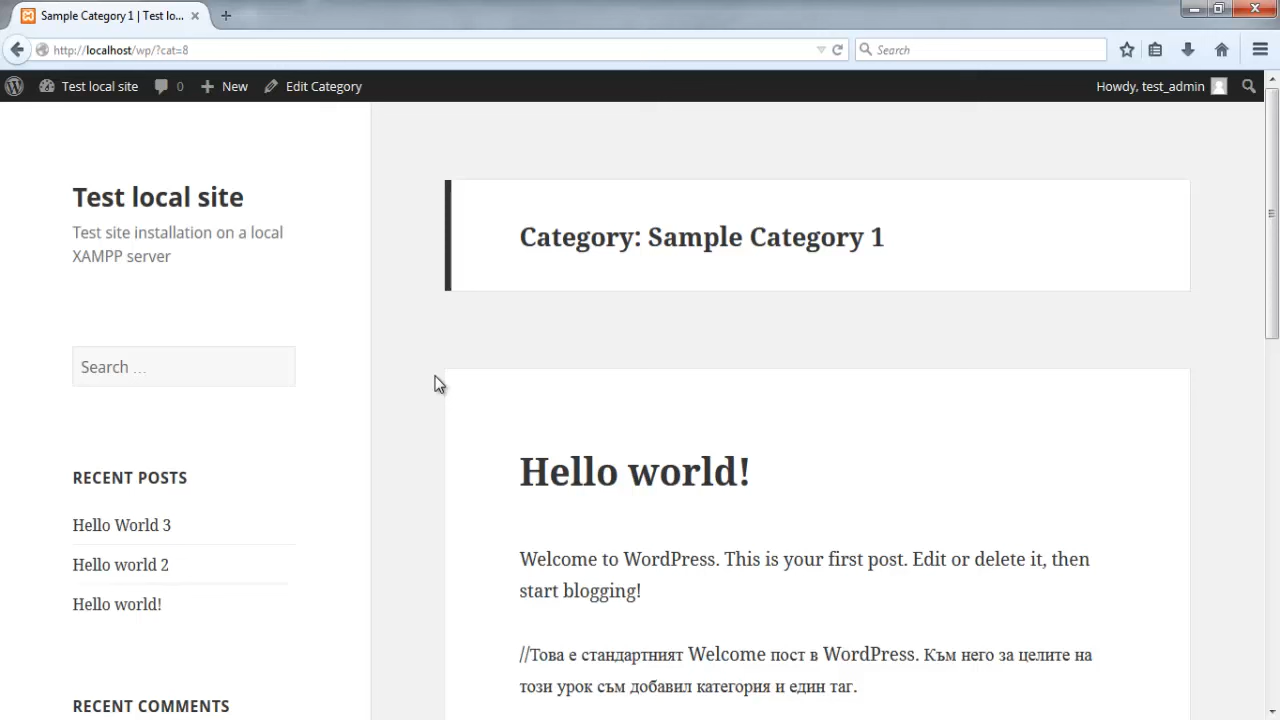 Sample Category 1 | Test lo...
http://localhost/wp/?cat=8
Search
Test local site
0
New
Edit Category
Howdy, test_admin
Test local site
Test site installation on a local
XAMPP server
Search ...
RECENT POSTS
Hello World 3
Hello world 2
Hello world!
RECENT COMMENTS
Category: Sample Category 1
Hello world!
Welcome to WordPress. This is your first post. Edit or delete it, then
start blogging!
//Това е стандартният Welcome пост в WordPress. Към него за целите на
този урок съм добавил категория и един таг.